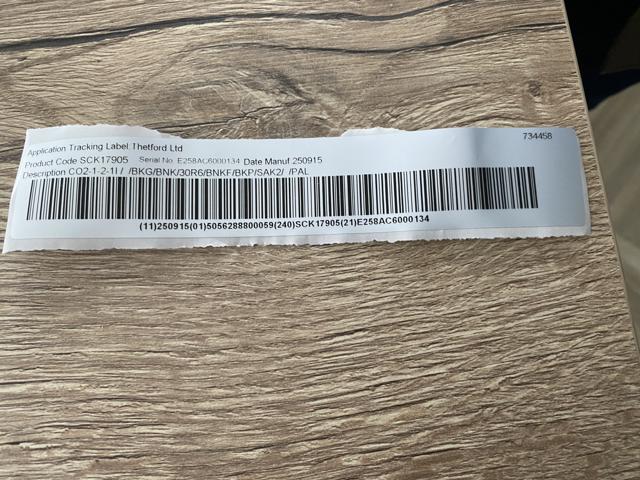 734458
Application Tracking Label Thetford Ltd
Product Code SCK17905 Serial No E258AC6000134 Date Manuf 250915
Description CO2-1-2-1I / /BKG/BNK/30R6/BNKF/BKP/SAK2/ /PAL
(11)250915(01)5056288800059(240)SCK17905(21)E258AC6000134